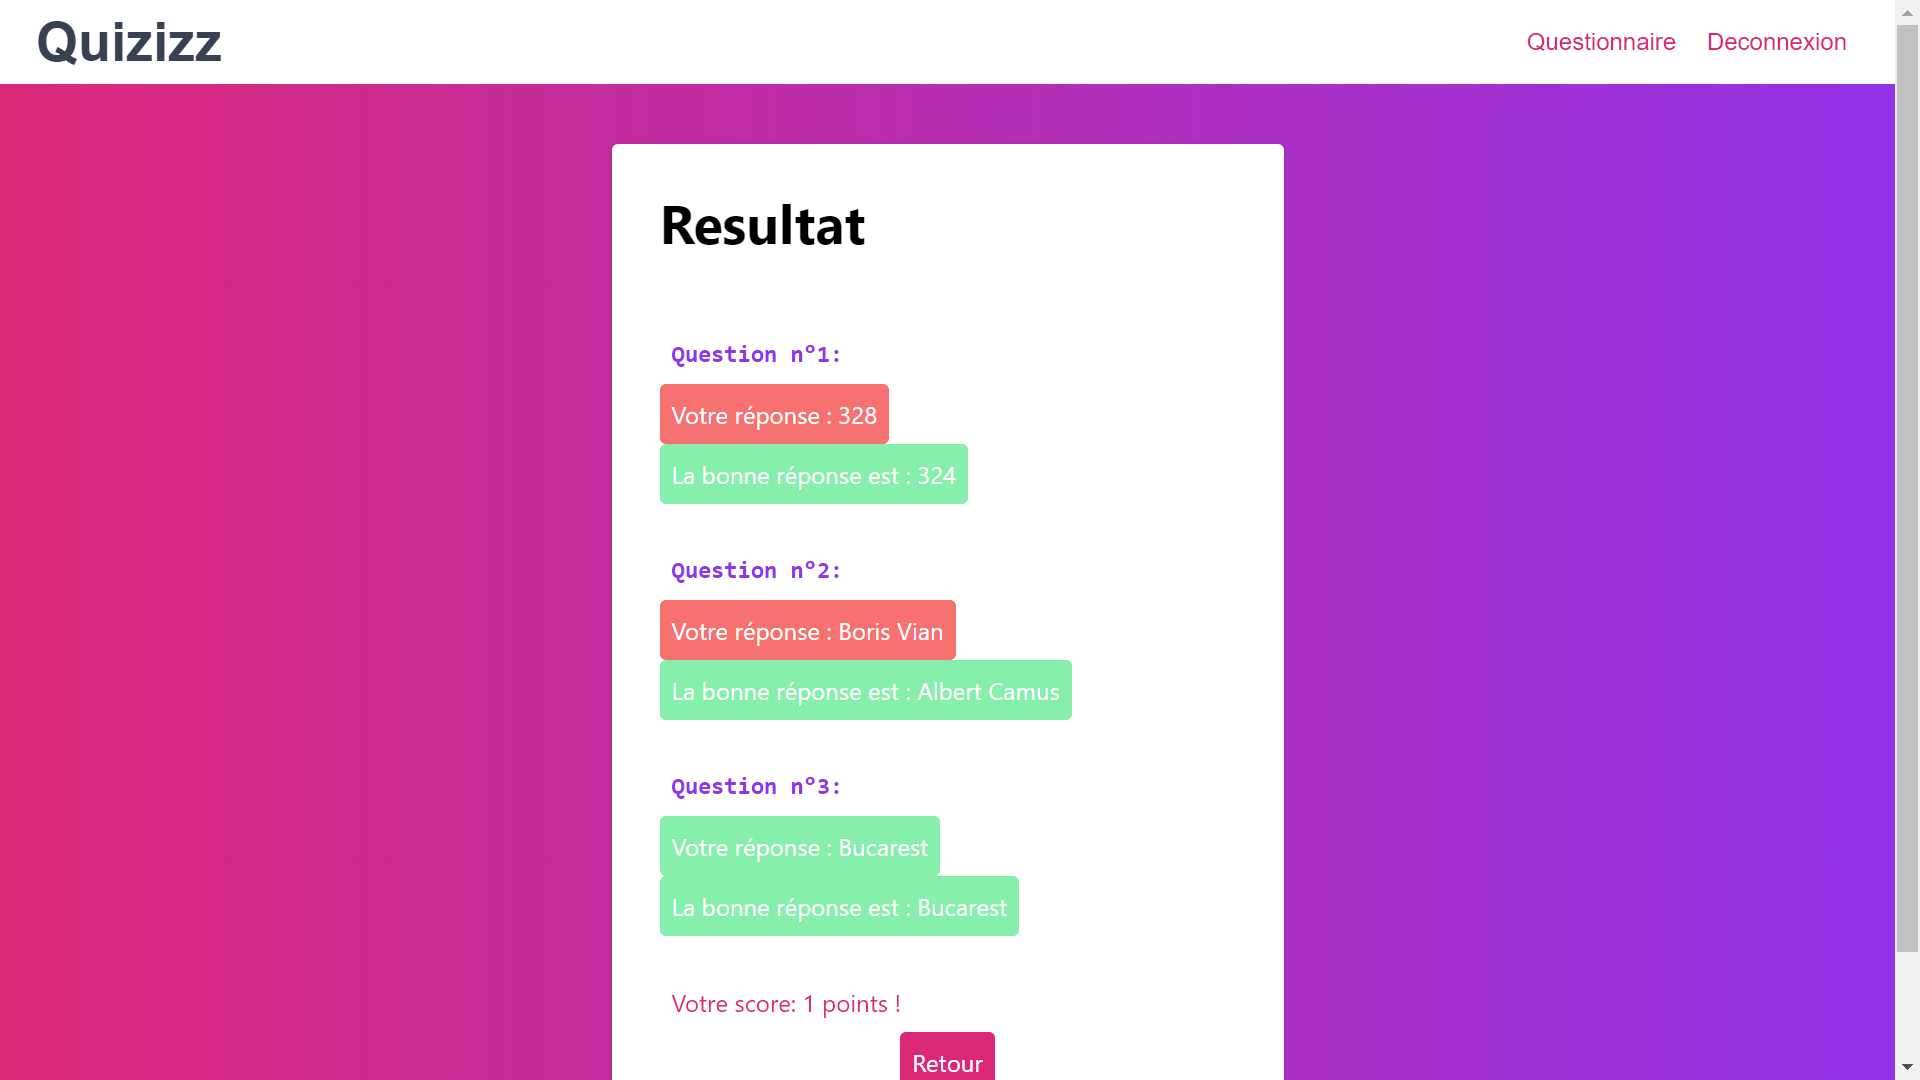 Quizizz
Questionnaire Deconnexion
Resultat
Question n°1:
Votre réponse : 328
La bonne réponse est : 324
Question n°2:
Votre réponse : Boris Vian
La bonne réponse est : Albert Camus
Question n°3:
Votre réponse : Bucarest
La bonne réponse est : Bucarest
Votre score: 1 points !
Retour